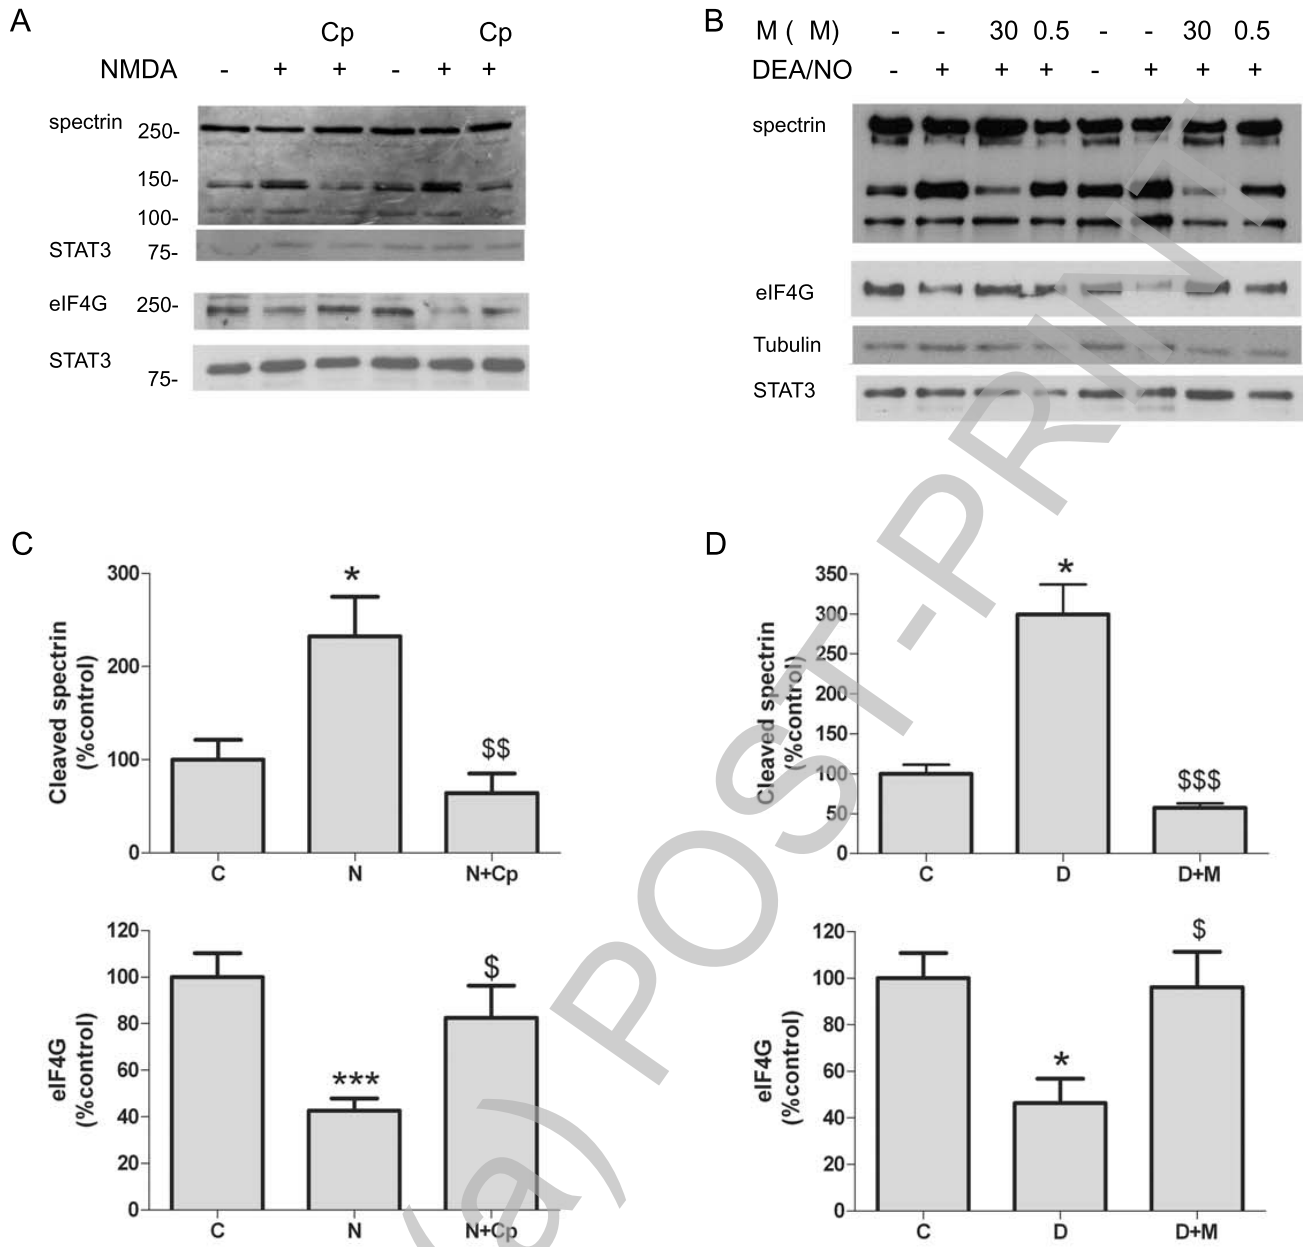 A
Cp Cp
NMDA - + + - + +
spectrin 250-
150-
100-
STAT3 75-
eIF4G 250-
STAT3
75-
B
M ( M) - - 30 0.5 - - 30 0.5
DEA/NO - + + + - + + +
spectrin
eIF4G
Tubulin
STAT3
C
Cleaved spectrin
(%control)
300
200
100
0
*
$$
C N N+Cp
eIF4G
(%control)
120
100
80
60
40
20
0
***
$
C N N+Cp
D
Cleaved spectrin
(%control)
350
300
250
200
150
100
50
0
*
$$$
C D D+M
eIF4G
(%control)
120
100
80
60
40
20
0
*
$
C D D+M
(a) POST-PRINT